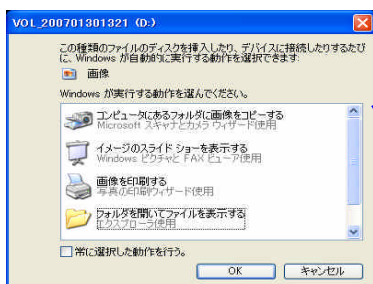 VOL_200701301321 (D:)
この種類のファイルのディスクを挿入したり、デバイスに接続したりするたび
に、Windows が自動的に実行する動作を選択できます:
画像
Windows が実行する動作を選んでください。
コンピュータにあるフォルダに画像をコピーする
Microsoft スキャナとカメラ ウィザード使用
イメージのスライド ショーを表示する
Windows ピクチャと FAX ビューア使用
画像を印刷する
写真の印刷ウィザード使用
フォルダを開いてファイルを表示する
エクスプローラ使用
常に選択した動作を行う。
OK
キャンセル